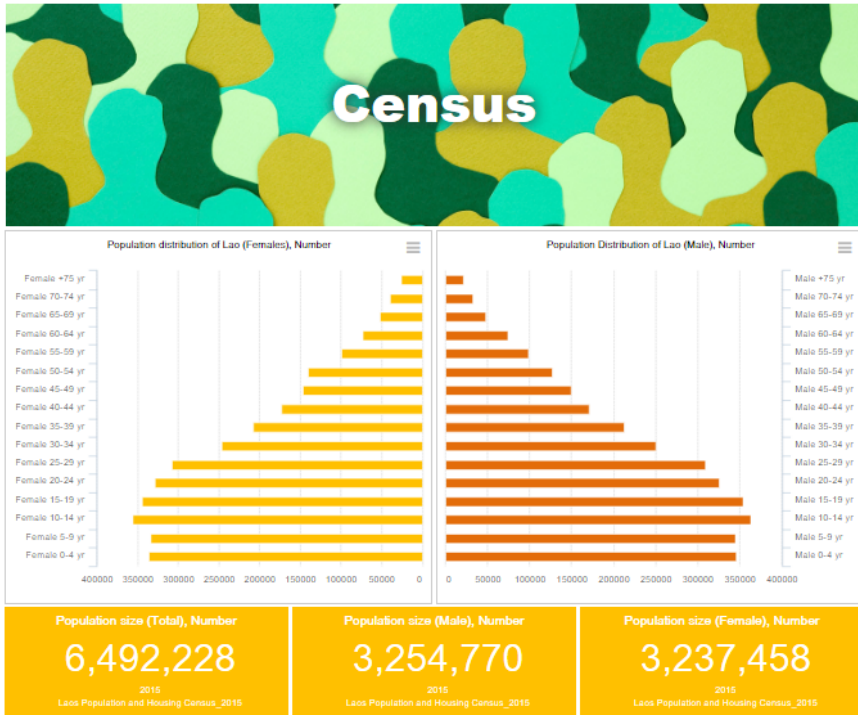 Census
Population distribution of Lao (Females), Number
Female +75 yr
Female 70-74 yr
Female 65-69 yr
Female 60-64 yr
Female 55-59 yr
Female 50-54 yr
Female 45-49 yr
Female 40-44 yr
Female 35-39 yr
Female 30-34 yr
Female 25-29 yr
Female 20-24 yr
Female 15-19 yr
Female 10-14 yr
Female 5-9 yr
Female 0-4 yr
400000 350000 300000 250000 200000 150000 100000 50000 0
Population Distribution of Lao (Male), Number
Male +75 yr
Male 70-74 yr
Male 65-69 yr
Male 60-64 yr
Male 55-59 yr
Male 50-54 yr
Male 45-49 yr
Male 40-44 yr
Male 35-39 yr
Male 30-34 yr
Male 25-29 yr
Male 20-24 yr
Male 15-19 yr
Male 10-14 yr
Male 5-9 yr
Male 0-4 yr
0 50000 100000 150000 200000 250000 300000 350000 400000
Population size (Total), Number
6,492,228
2015
Laos Population and Housing Census_2015
Population size (Male), Number
3,254,770
2015
Laos Population and Housing Census_2015
Population size (Female), Number
3,237,458
2015
Laos Population and Housing Census_2015